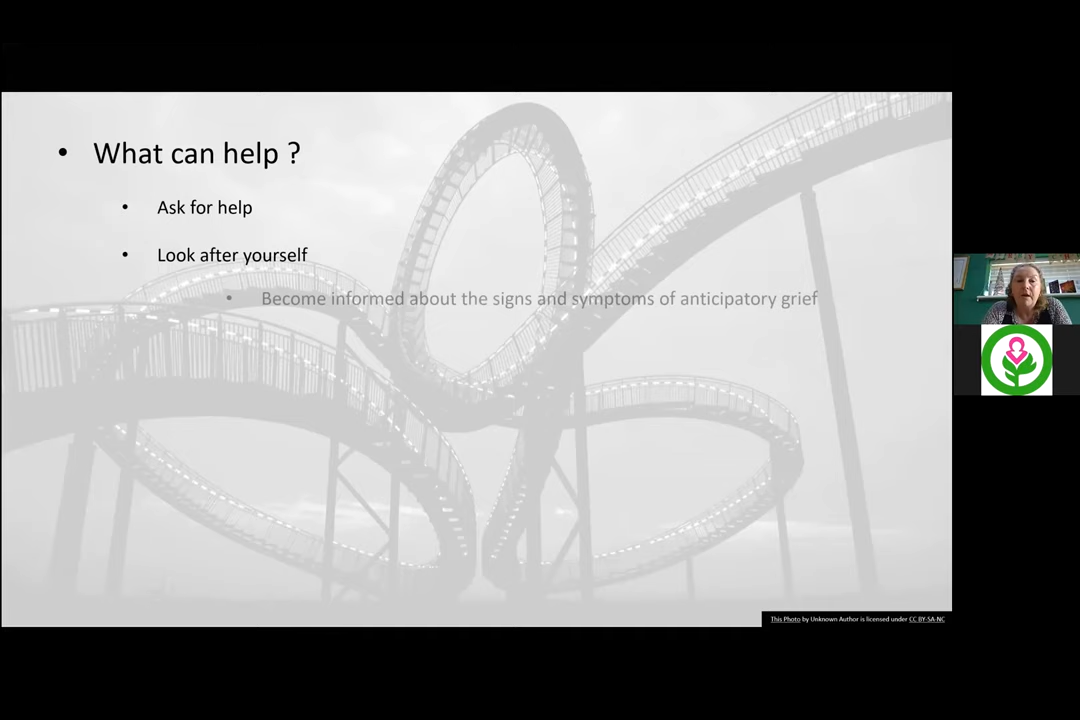 • What can help ?
• Ask for help
• Look after yourself
• Become informed about the signs and symptoms of anticipatory grief
This Photo by Unknown Author is licensed under CC BY-SA-NC